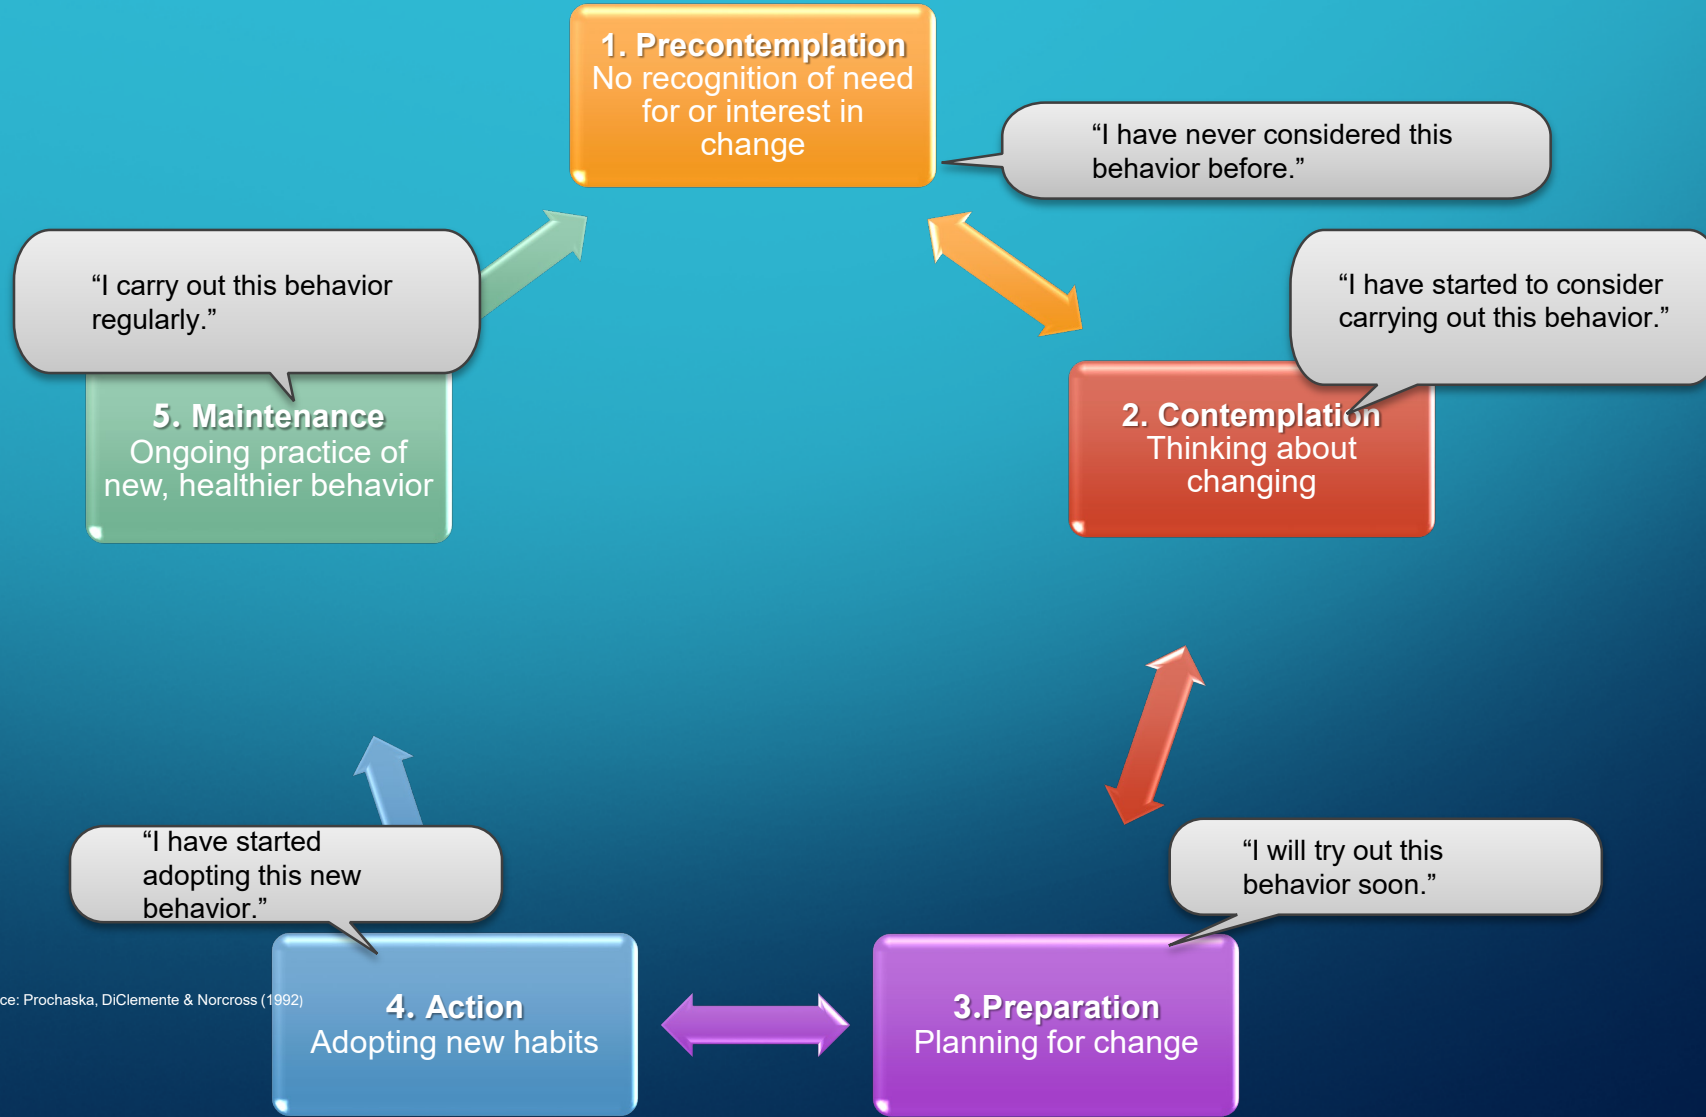 1. Precontemplation
No recognition of need
for or interest in
change
“I have never considered this
behavior before.”
“I have started to consider
carrying out this behavior.”
2. Contemplation
Thinking about
changing
“I will try out this
behavior soon.”
3.Preparation
Planning for change
“I have started
adopting this new
behavior.”
4. Action
Adopting new habits
“I carry out this behavior
regularly.”
5. Maintenance
Ongoing practice of
new, healthier behavior
ce: Prochaska, DiClemente & Norcross (1992)